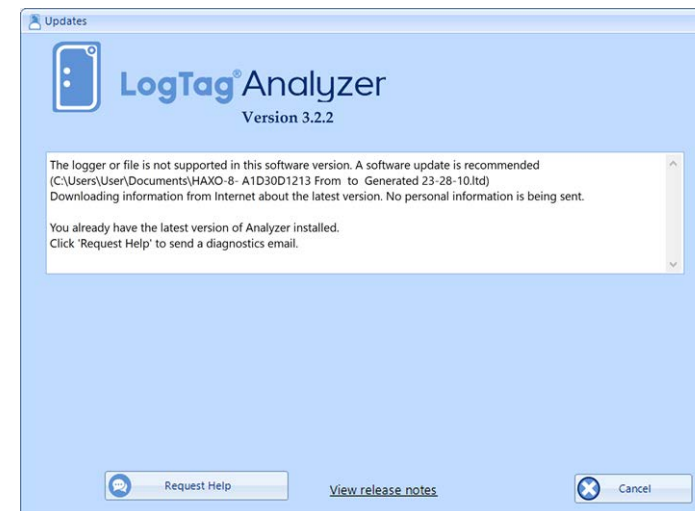 Updates
LogTag® Analyzer
Version 3.2.2
The logger or file is not supported in this software version. A software update is recommended
(C:\Users\User\Documents\HAXO-8- A1D30D1213 From  to  Generated 23-28-10.ltd)
Downloading information from Internet about the latest version. No personal information is being sent.
You already have the latest version of Analyzer installed.
Click 'Request Help' to send a diagnostics email.
Request Help
View release notes
Cancel